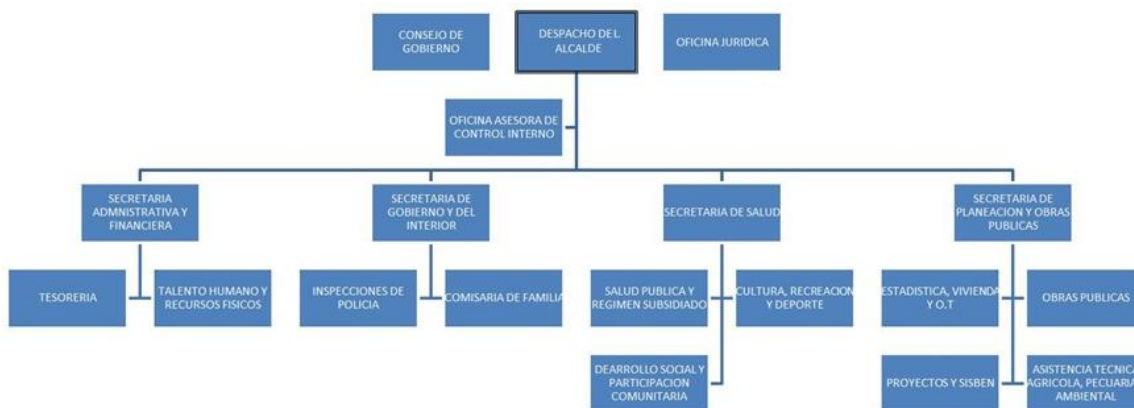 CONSEJO DE
GOBIERNO
DESPACHO DEL
ALCALDE
OFICINA JURIDICA
OFICINA ASESORA DE
CONTROL INTERNO
SECRETARIA
ADMNISTRATIVA Y
FINANCIERA
SECRETARIA DE
GOBIERNO Y DEL
INTERIOR
SECRETARIA DE SALUD
SECRETARIA DE
PLANEACION Y OBRAS
PUBLICAS
TESORERIA
TALENTO HUMANO Y
RECURSOS FISICOS
INSPECCIONES DE
POLICIA
COMISARIA DE FAMILIA
SALUD PUBLICA Y
REGIMEN SUBSIDIADO
CULTURA, RECREACION
Y DEPORTE
ESTADISTICA, VIVIENDA
Y O.T
OBRAS PUBLICAS
DEARROLLO SOCIAL Y
PARTICIPACION
COMUNITARIA
PROYECTOS Y SISBEN
ASISTENCIA TECNICA
AGRICOLA, PECUARIA
AMBIENTAL